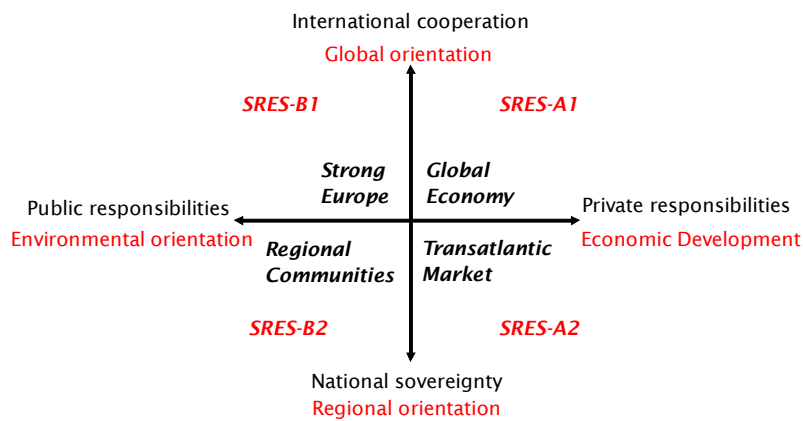 International cooperation
Global orientation
SRES-B1
SRES-A1
Strong
Europe
Global
Economy
Public responsibilities
Environmental orientation
Private responsibilities
Economic Development
Regional
Communities
Transatlantic
Market
SRES-B2
SRES-A2
National sovereignty
Regional orientation